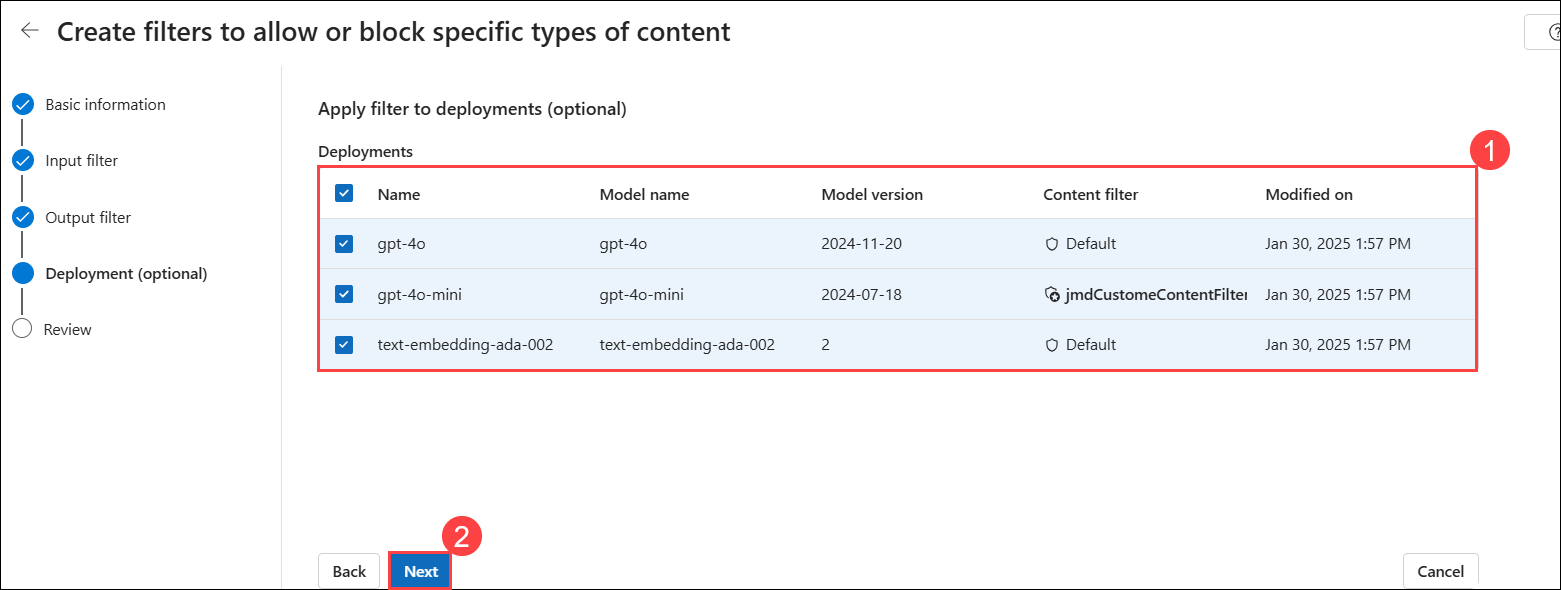 Create filters to allow or block specific types of content
Basic information
Input filter
Output filter
Deployment (optional)
Review
Apply filter to deployments (optional)
Deployments
1
Name Model name Model version Content filter Modified on
gpt-4o gpt-4o 2024-11-20 Default Jan 30, 2025 1:57 PM
gpt-4o-mini gpt-4o-mini 2024-07-18 jmdCustomeContentFilter Jan 30, 2025 1:57 PM
text-embedding-ada-002 text-embedding-ada-002 2 Default Jan 30, 2025 1:57 PM
2
Back Next Cancel